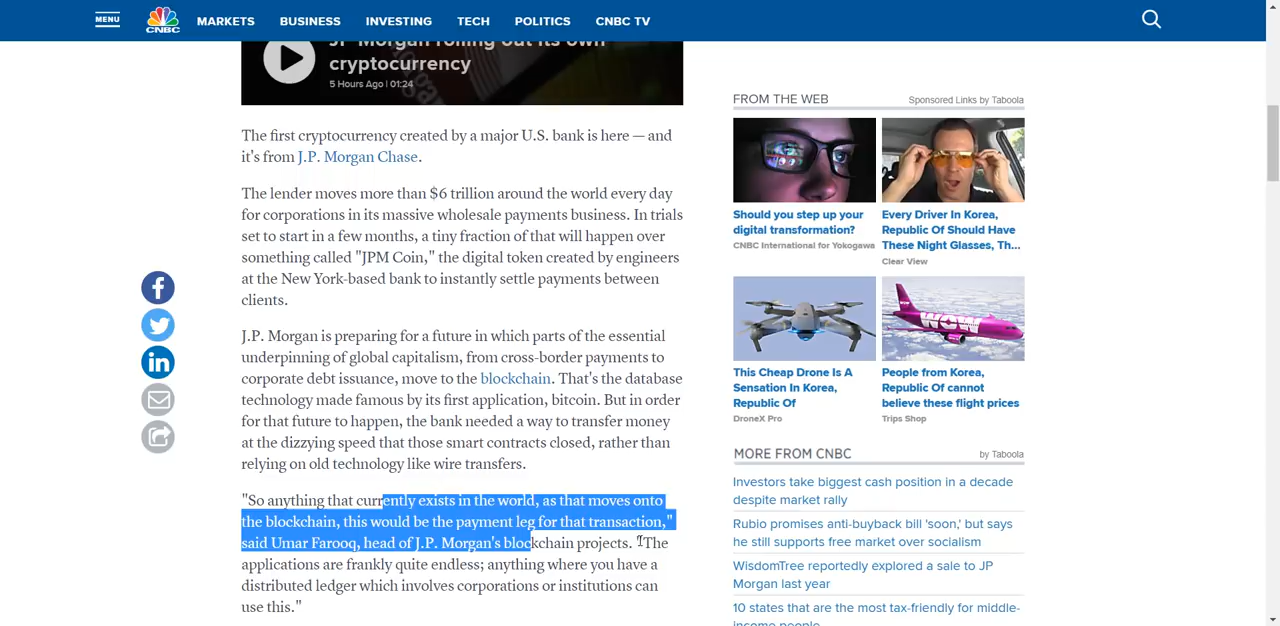 MENU
CNBC
MARKETS
BUSINESS
INVESTING
TECH
POLITICS
CNBC TV
JP Morgan rolling out its own
cryptocurrency
5 Hours Ago | 01:24
The first cryptocurrency created by a major U.S. bank is here — and
it's from J.P. Morgan Chase.
The lender moves more than $6 trillion around the world every day
for corporations in its massive wholesale payments business. In trials
set to start in a few months, a tiny fraction of that will happen over
something called "JPM Coin," the digital token created by engineers
at the New York-based bank to instantly settle payments between
clients.
J.P. Morgan is preparing for a future in which parts of the essential
underpinning of global capitalism, from cross-border payments to
corporate debt issuance, move to the blockchain. That's the database
technology made famous by its first application, bitcoin. But in order
for that future to happen, the bank needed a way to transfer money
at the dizzying speed that those smart contracts closed, rather than
relying on old technology like wire transfers.
"So anything that currently exists in the world, as that moves onto
the blockchain, this would be the payment leg for that transaction,"
said Umar Farooq, head of J.P. Morgan's blockchain projects. "The
applications are frankly quite endless; anything where you have a
distributed ledger which involves corporations or institutions can
use this."
FROM THE WEB
Sponsored Links by Taboola
Should you step up your
digital transformation?
CNBC International for Yokogawa
Every Driver In Korea,
Republic Of Should Have
These Night Glasses, Th...
Clear View
WOW
This Cheap Drone Is A
Sensation In Korea,
Republic Of
DroneX Pro
People from Korea,
Republic Of cannot
believe these flight prices
Trips Shop
MORE FROM CNBC
by Taboola
Investors take biggest cash position in a decade
despite market rally
Rubio promises anti-buyback bill 'soon,' but says
he still supports free market over socialism
WisdomTree reportedly explored a sale to JP
Morgan last year
10 states that are the most tax-friendly for middle-
income people